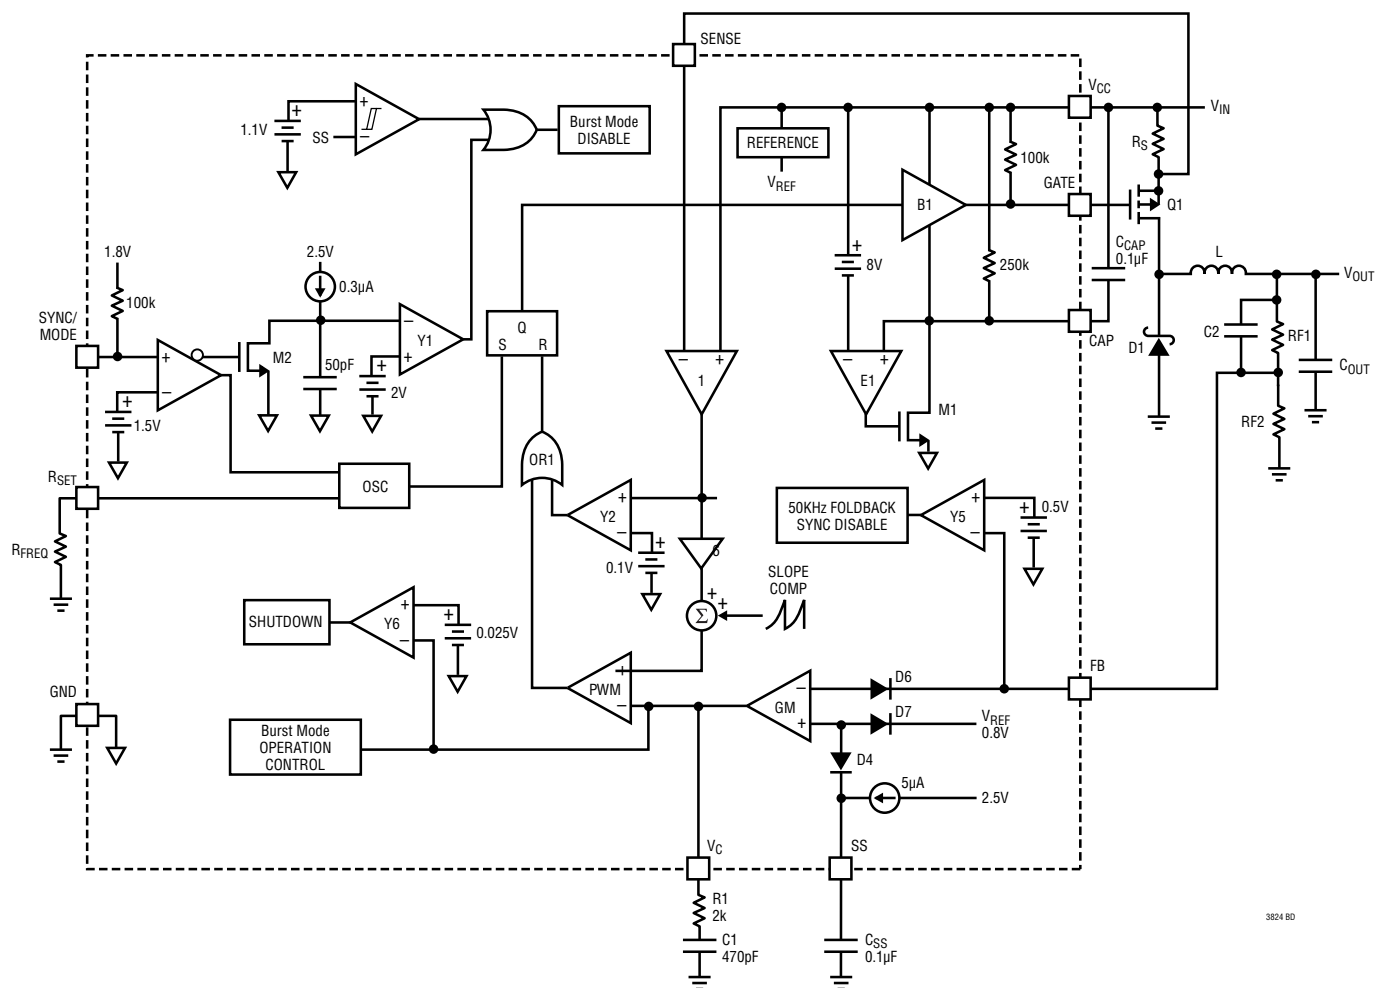 SENSE
VCC
VIN
1.1V
+
SS
−
+
Burst Mode
DISABLE
REFERENCE
VREF
100k
RS
GATE
B1
Q1
CCAP
0.1µF
1.8V
2.5V
0.3µA
100k
+
8V
250k
L
VOUT
SYNC/
MODE
+
−
M2
−
Y1
+
50pF
+
2V
+
1.5V
Q
S R
− +
1
− +
E1
CAP
D1
C2
RF1
COUT
M1
RF2
OR1
RSET
OSC
+
Y2
−
+
0.1V
6
50KHz FOLDBACK
SYNC DISABLE
+
Y5
−
+
0.5V
RFREQ
SLOPE
COMP
+
+
Σ
SHUTDOWN
+
Y6
−
+
0.025V
GND
+
PWM
−
−
GM
+
D6
FB
D7
VREF
0.8V
Burst Mode
OPERATION
CONTROL
D4
5µA
2.5V
VC
SS
R1
2k
C1
470pF
CSS
0.1µF
3824 BD